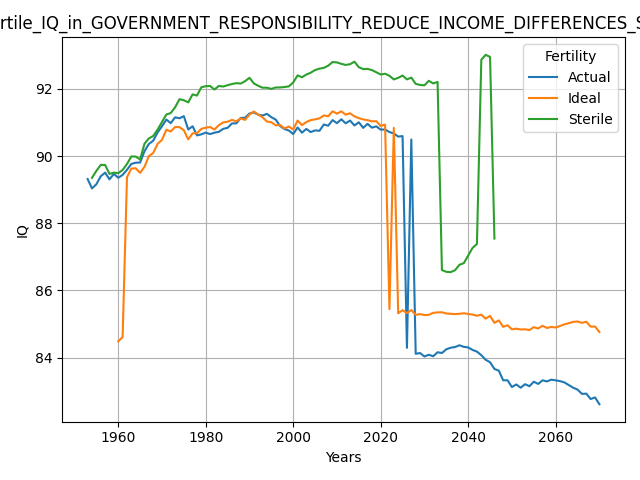 rtile_IQ_in_GOVERNMENT_RESPONSIBILITY_REDUCE_INCOME_DIFFERENCES_S
Fertility
Actual
Ideal
Sterile
IQ
92
90
88
86
84
1960
1980
2000
2020
2040
2060
Years